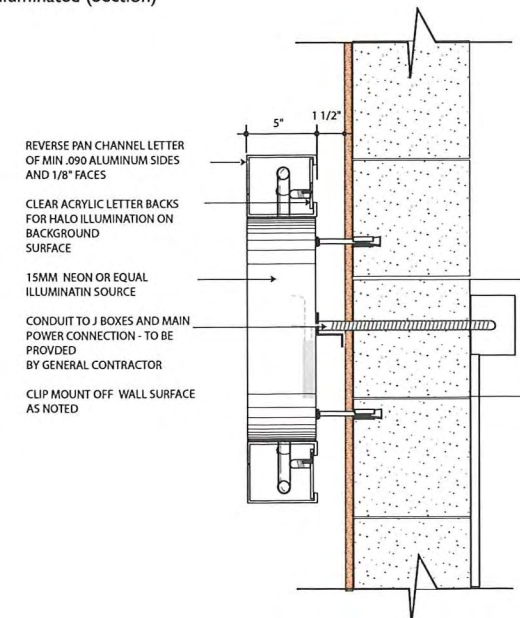 5"
1 1/2"
REVERSE PAN CHANNEL LETTER
OF MIN .090 ALUMINUM SIDES
AND 1/8" FACES
CLEAR ACRYLIC LETTER BACKS
FOR HALO ILLUMINATION ON
BACKGROUND
SURFACE
15MM NEON OR EQUAL
ILLUMINATIN SOURCE
CONDUIT TO J BOXES AND MAIN
POWER CONNECTION - TO BE
PROVDED
BY GENERAL CONTRACTOR
CLIP MOUNT OFF WALL SURFACE
AS NOTED